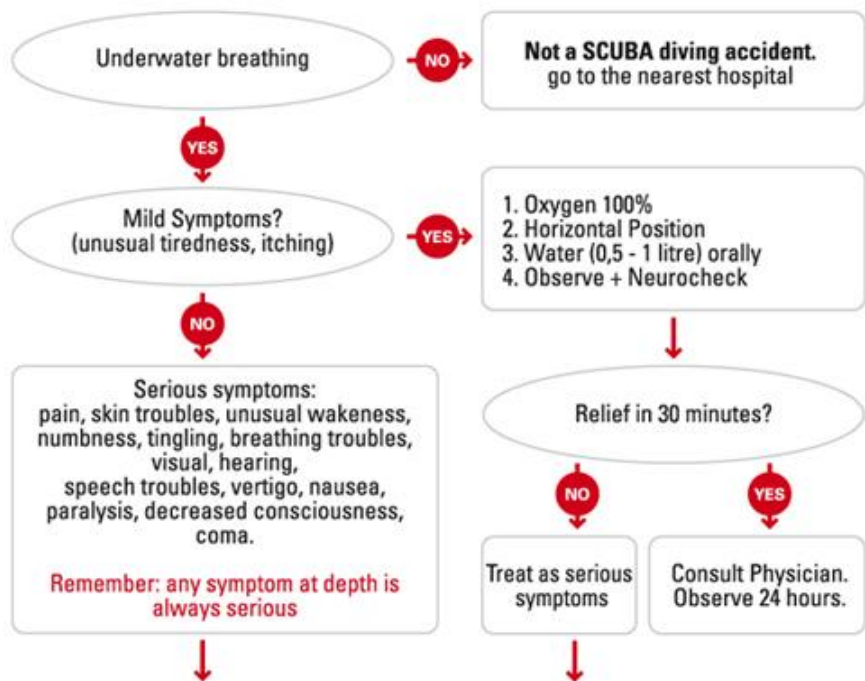 Underwater breathing
NO
Not a SCUBA diving accident.
go to the nearest hospital
YES
Mild Symptoms?
(unusual tiredness, itching)
YES
1. Oxygen 100%
2. Horizontal Position
3. Water (0,5 - 1 litre) orally
4. Observe + Neurocheck
NO
Serious symptoms:
pain, skin troubles, unusual wakeness,
numbness, tingling, breathing troubles,
visual, hearing,
speech troubles, vertigo, nausea,
paralysis, decreased consciousness,
coma.
Remember: any symptom at depth is
always serious
Relief in 30 minutes?
NO
YES
Treat as serious
symptoms
Consult Physician.
Observe 24 hours.